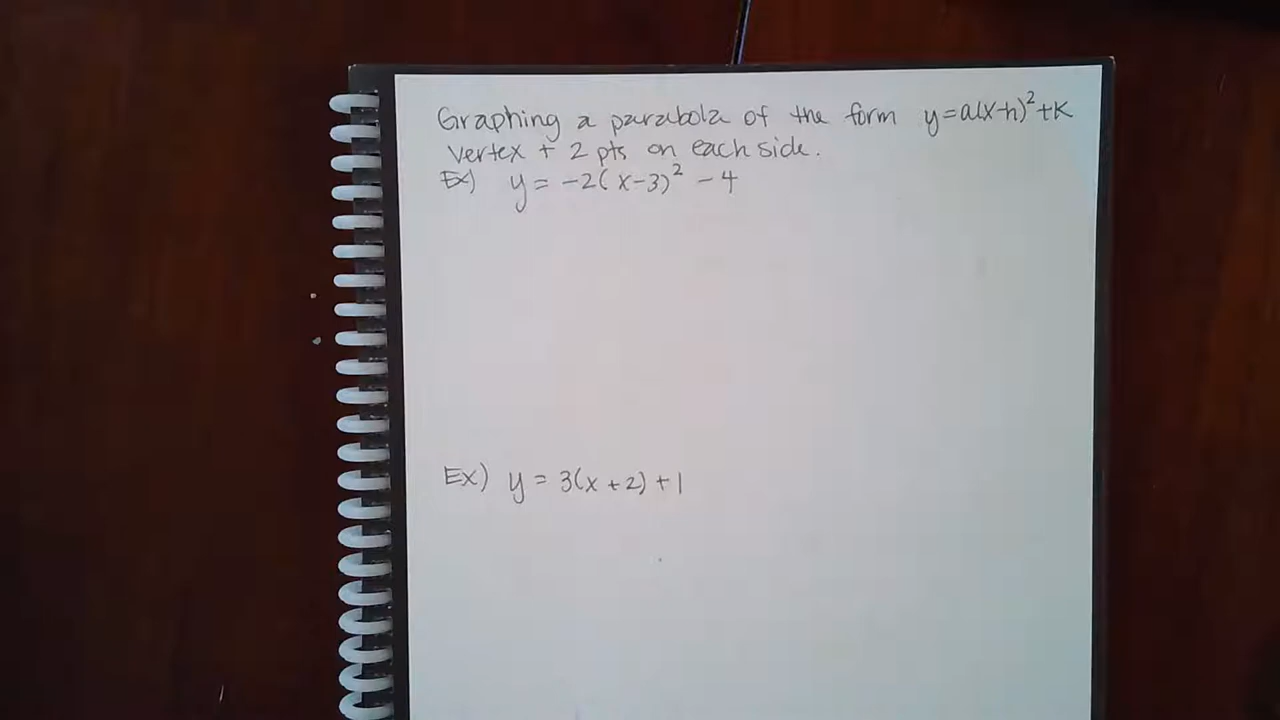 Graphing a parabola of the form y=a(x-h)²+k
vertex + 2 pts on each side.
Ex) y = -2(x-3)² - 4
Ex) y = 3(x+2)+1